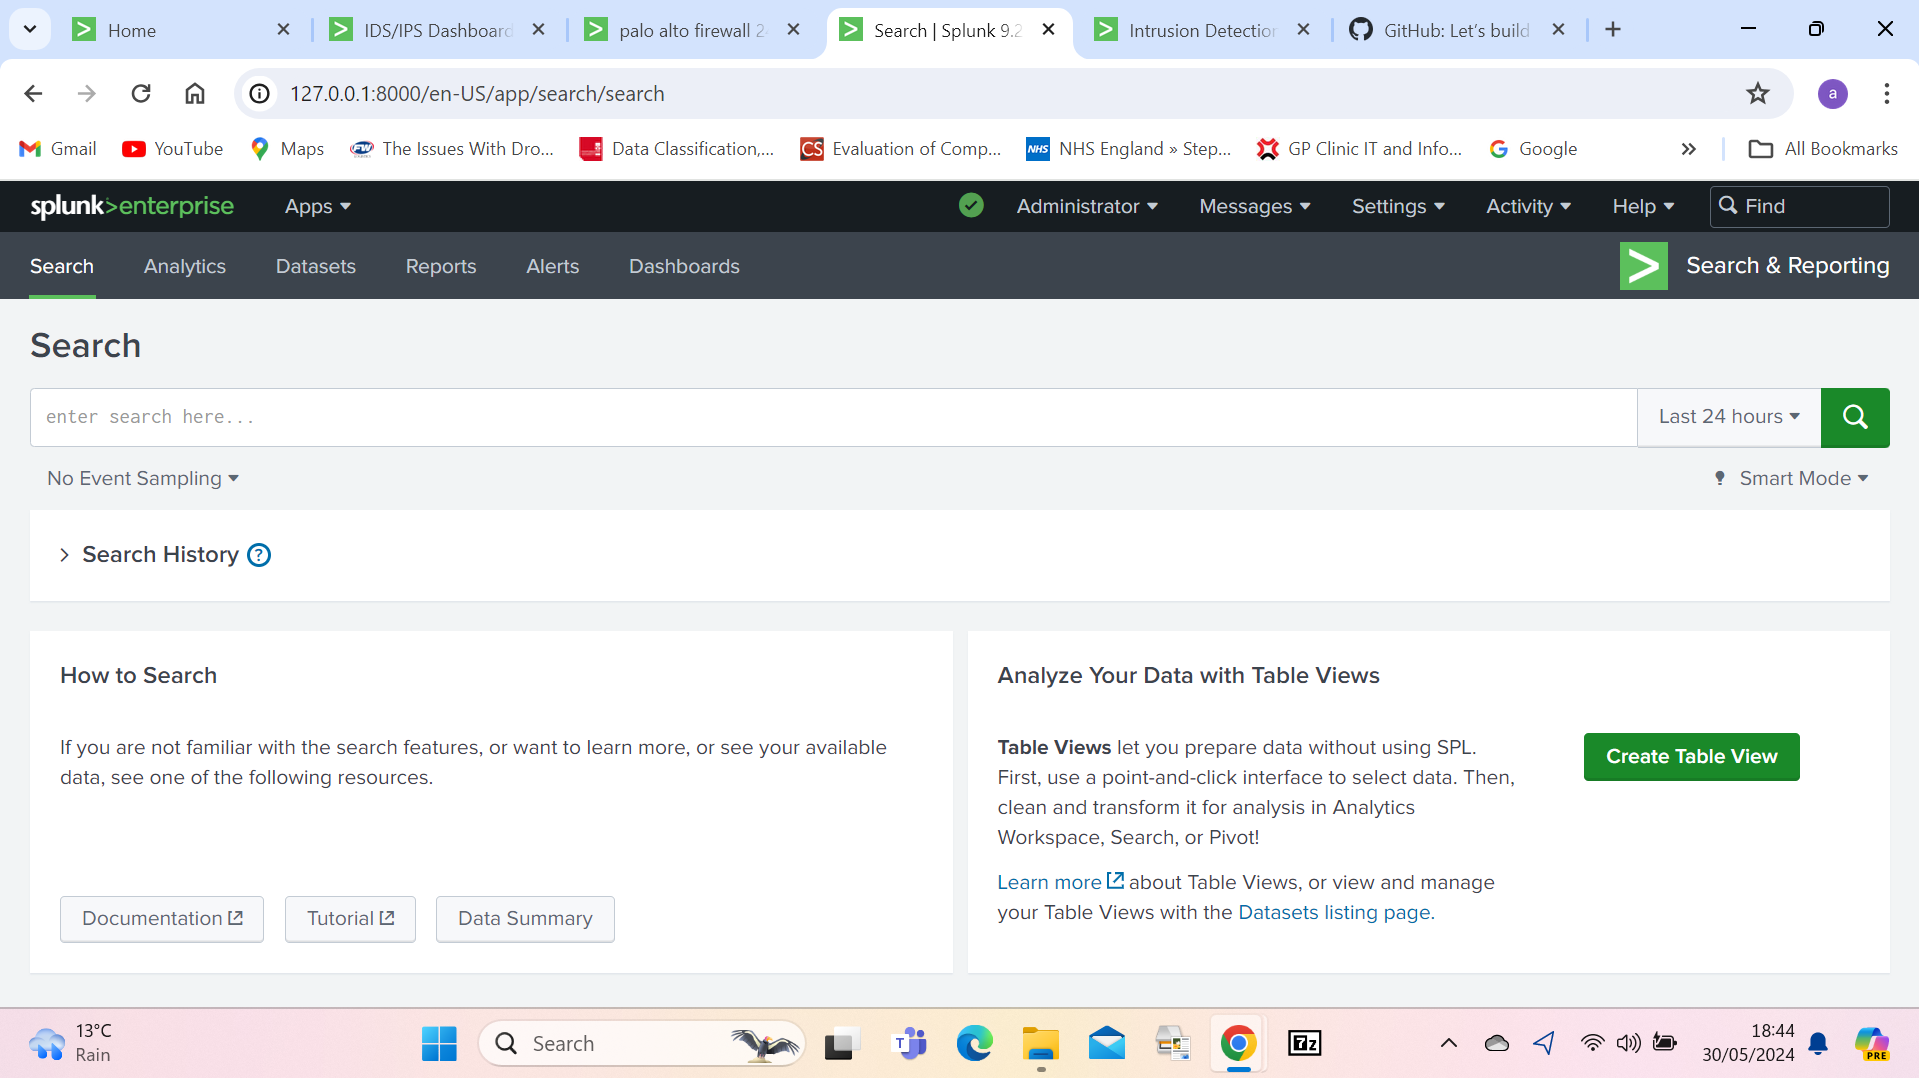 Home
IDS/IPS Dashboard
palo alto firewall 2
Search | Splunk 9.2
Intrusion Detection
GitHub: Let's build
127.0.0.1:8000/en-US/app/search/search
a
Gmail
YouTube
Maps
The Issues With Dro...
Data Classification,...
CS
Evaluation of Comp...
NHS
NHS England » Step...
GP Clinic IT and Info...
Google
All Bookmarks
splunk>enterprise
Apps
Administrator
Messages
Settings
Activity
Help
Find
Search
Analytics
Datasets
Reports
Alerts
Dashboards
Search & Reporting
Search
enter search here...
Last 24 hours
No Event Sampling
Smart Mode
Search History ?
How to Search
If you are not familiar with the search features, or want to learn more, or see your available
data, see one of the following resources.
Documentation
Tutorial
Data Summary
Analyze Your Data with Table Views
Table Views let you prepare data without using SPL.
First, use a point-and-click interface to select data. Then,
clean and transform it for analysis in Analytics
Workspace, Search, or Pivot!
Learn more about Table Views, or view and manage
your Table Views with the Datasets listing page.
Create Table View
13°C
Rain
Search
T
7z
18:44
30/05/2024
PRE